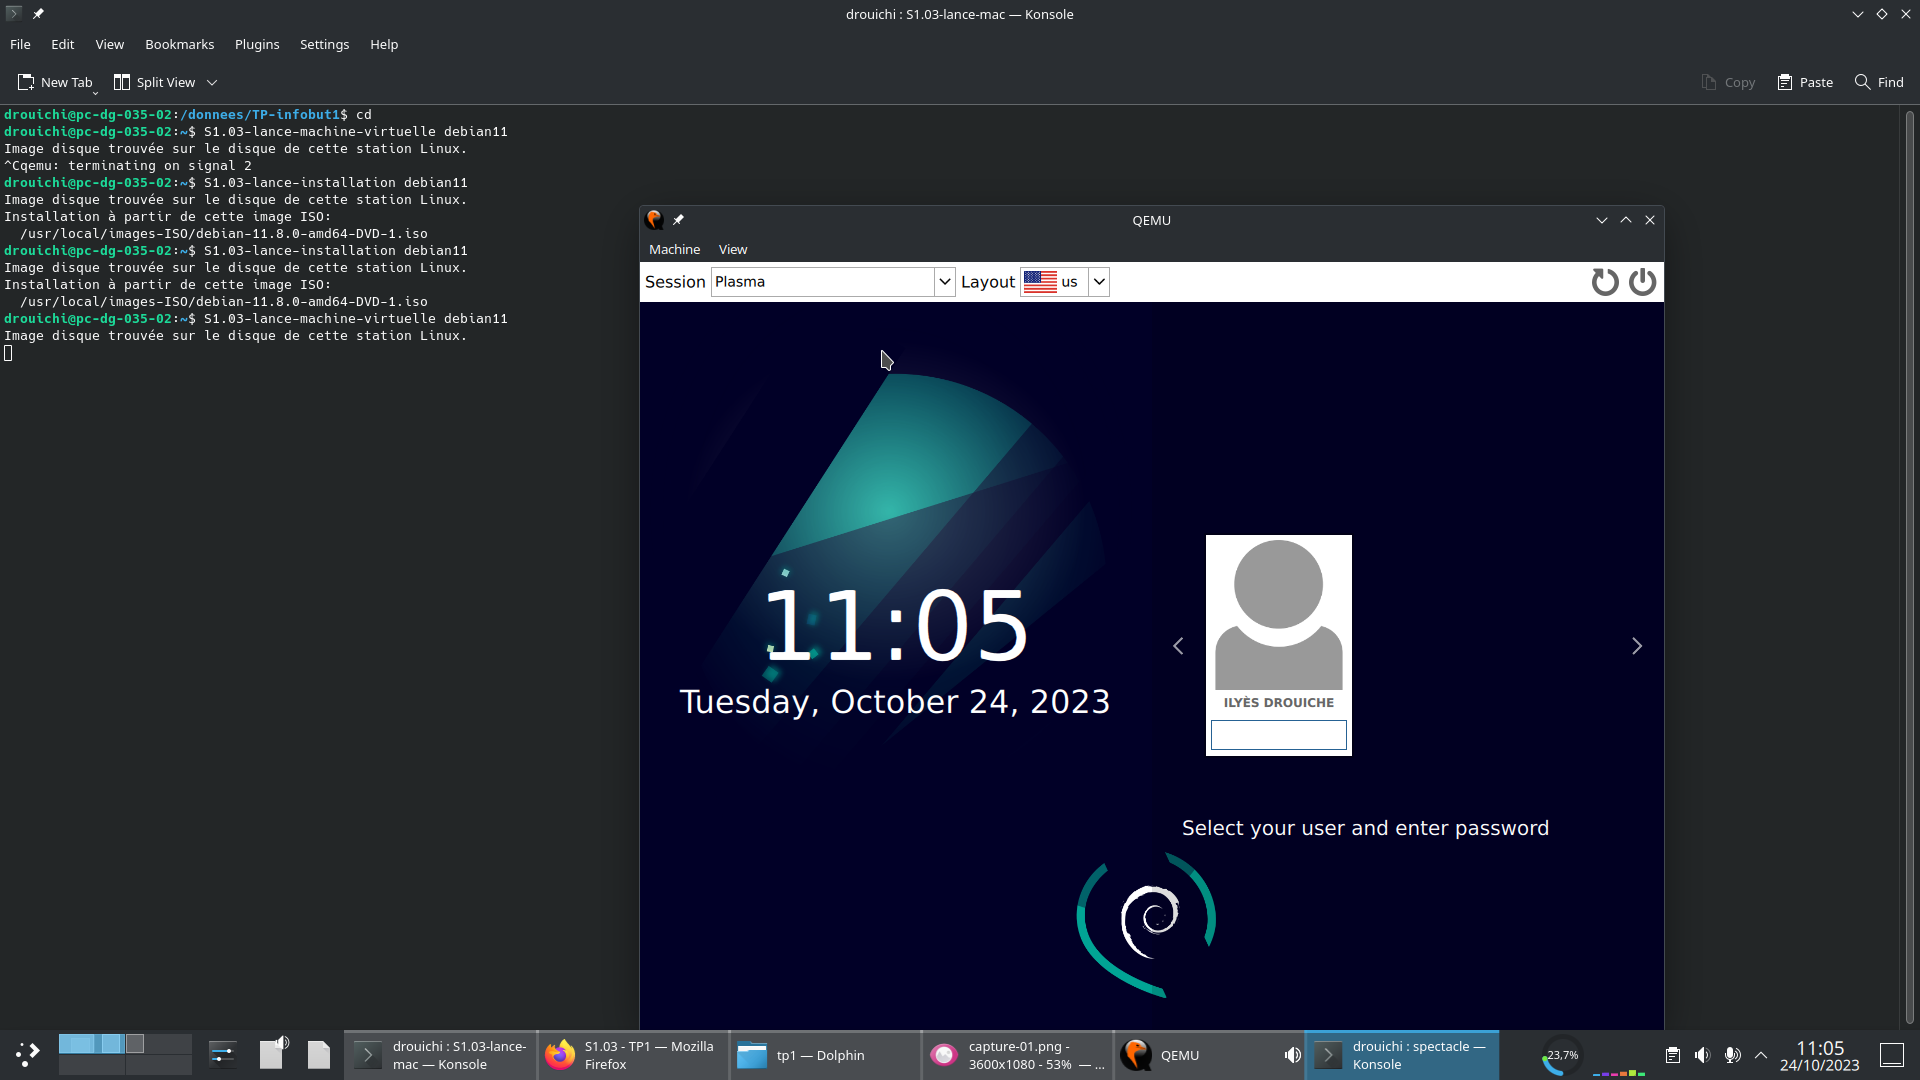 drouichi : S1.03-lance-mac — Konsole
File Edit View Bookmarks Plugins Settings Help
New Tab Split View Copy Paste Find
drouichi@pc-dg-035-02:/donnees/TP-infobut1$ cd
drouichi@pc-dg-035-02:~$ S1.03-lance-machine-virtuelle debian11
Image disque trouvée sur le disque de cette station Linux.
^Cqemu: terminating on signal 2
drouichi@pc-dg-035-02:~$ S1.03-lance-installation debian11
Image disque trouvée sur le disque de cette station Linux.
Installation à partir de cette image ISO:
/usr/local/images-ISO/debian-11.8.0-amd64-DVD-1.iso
drouichi@pc-dg-035-02:~$ S1.03-lance-installation debian11
Image disque trouvée sur le disque de cette station Linux.
Installation à partir de cette image ISO:
/usr/local/images-ISO/debian-11.8.0-amd64-DVD-1.iso
drouichi@pc-dg-035-02:~$ S1.03-lance-machine-virtuelle debian11
Image disque trouvée sur le disque de cette station Linux.
QEMU
Machine View
Session Plasma Layout us
11:05
Tuesday, October 24, 2023
ILYÈS DROUICHE
Select your user and enter password
drouichi : S1.03-lance-mac — Konsole
S1.03 - TP1 — Mozilla Firefox
tp1 — Dolphin
capture-01.png - 3600x1080 - 53% — ...
QEMU
drouichi : spectacle — Konsole
23,7%
11:05
24/10/2023